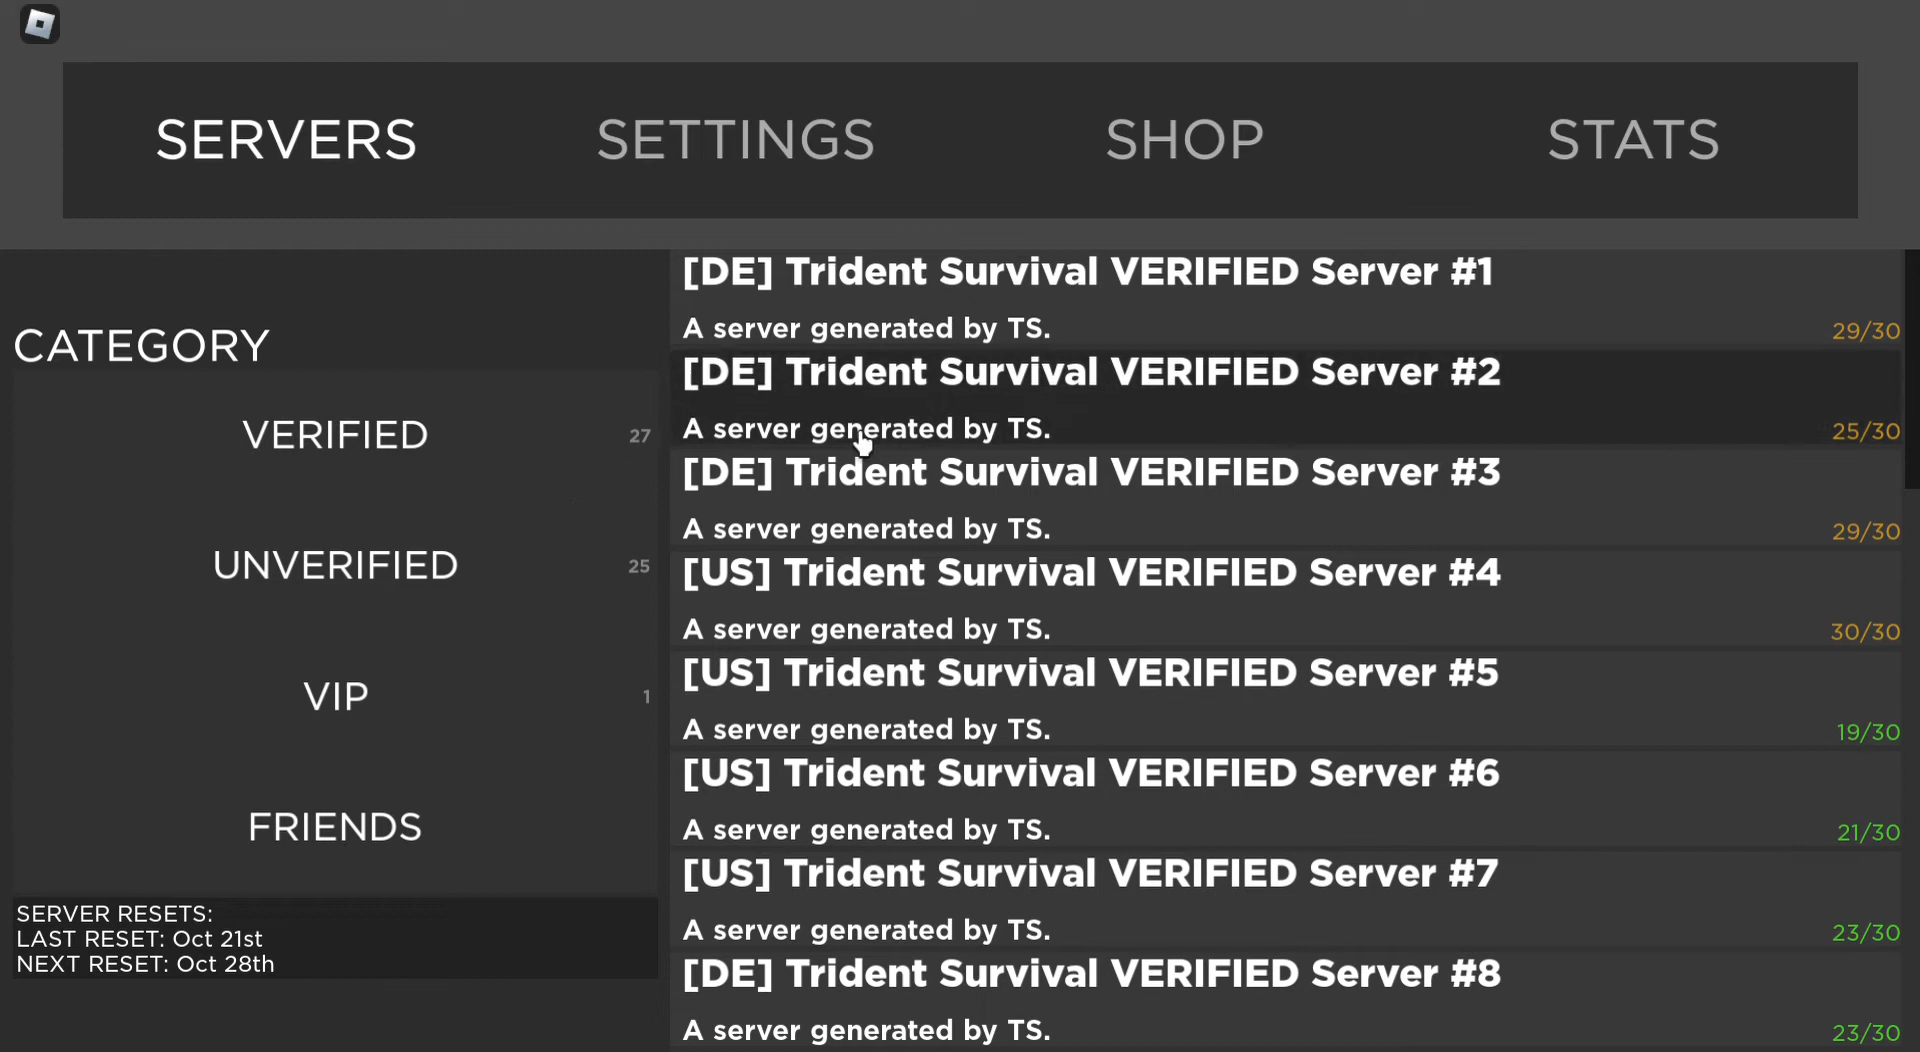 SERVERS SETTINGS SHOP STATS
CATEGORY
VERIFIED 27
UNVERIFIED 25
VIP 1
FRIENDS
SERVER RESETS:
LAST RESET: Oct 21st
NEXT RESET: Oct 28th
[DE] Trident Survival VERIFIED Server #1
A server generated by TS. 29/30
[DE] Trident Survival VERIFIED Server #2
A server generated by TS. 25/30
[DE] Trident Survival VERIFIED Server #3
A server generated by TS. 29/30
[US] Trident Survival VERIFIED Server #4
A server generated by TS. 30/30
[US] Trident Survival VERIFIED Server #5
A server generated by TS. 19/30
[US] Trident Survival VERIFIED Server #6
A server generated by TS. 21/30
[US] Trident Survival VERIFIED Server #7
A server generated by TS. 23/30
[DE] Trident Survival VERIFIED Server #8
A server generated by TS. 23/30